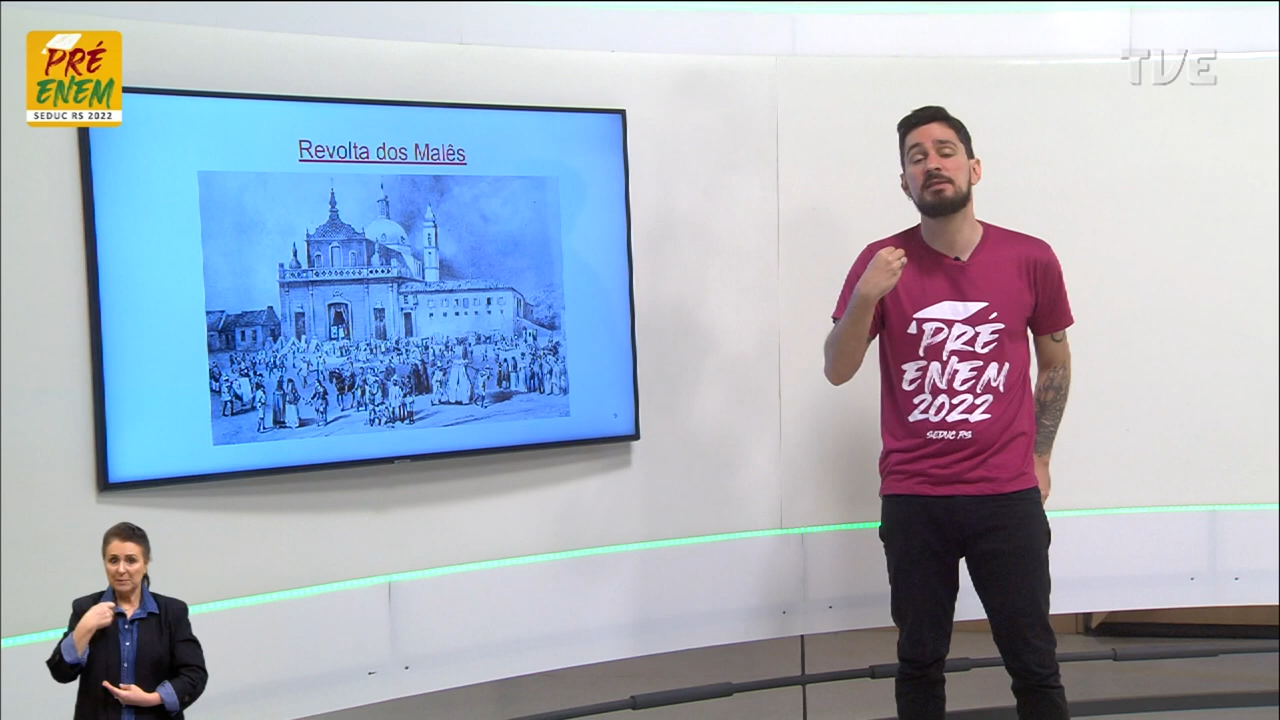 PRÉ
ENEM
SEDUC RS 2022
TVE
Revolta dos Malês
PRÉ
ENEM
2022
SEDUC RS